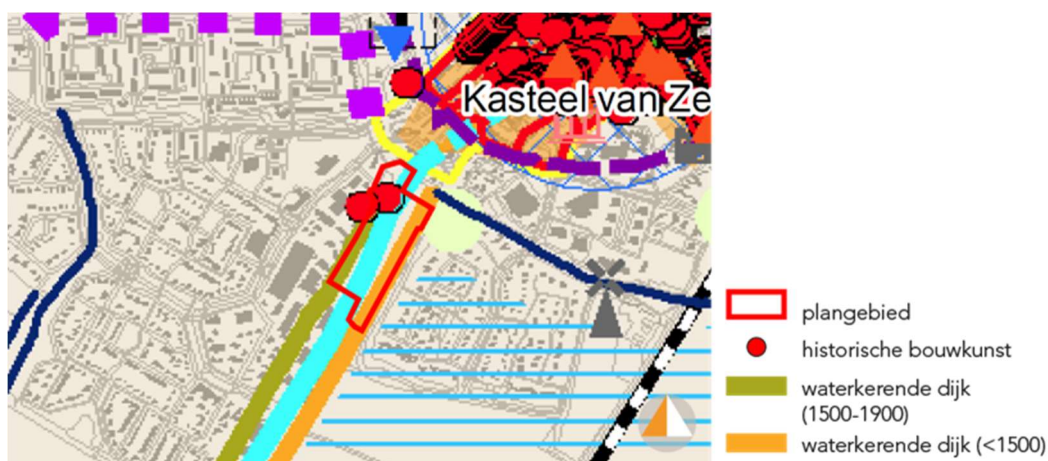 Kasteel van Ze
plangebied
historische bouwkunst
waterkerende dijk
(1500-1900)
waterkerende dijk (<1500)